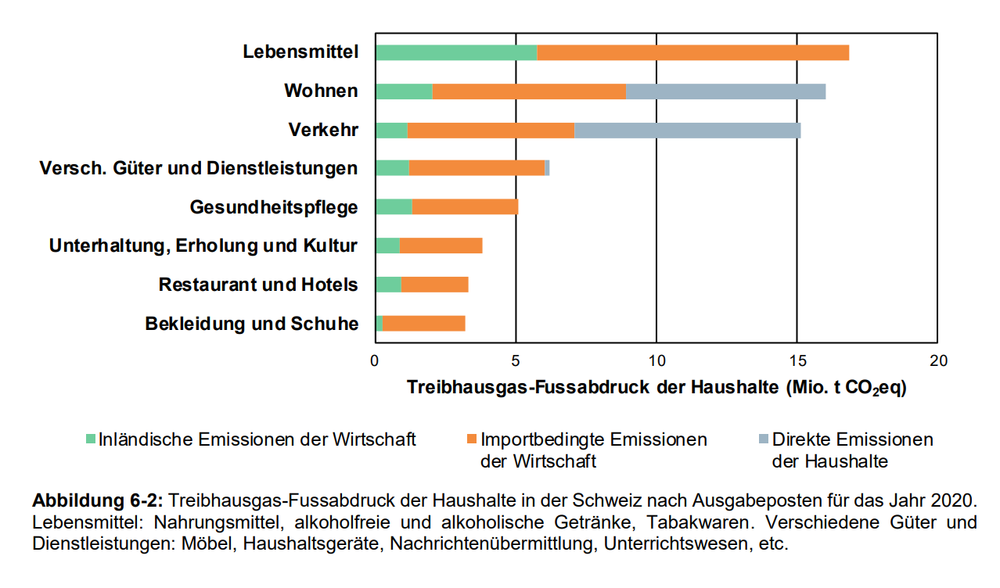 Lebensmittel
Wohnen
Verkehr
Versch. Güter und Dienstleistungen
Gesundheitspflege
Unterhaltung, Erholung und Kultur
Restaurant und Hotels
Bekleidung und Schuhe
0 5 10 15 20
Treibhausgas-Fussabdruck der Haushalte (Mio. t CO₂eq)
Inländische Emissionen der Wirtschaft
Importbedingte Emissionen
der Wirtschaft
Direkte Emissionen
der Haushalte
Abbildung 6-2: Treibhausgas-Fussabdruck der Haushalte in der Schweiz nach Ausgabeposten für das Jahr 2020.
Lebensmittel: Nahrungsmittel, alkoholfreie und alkoholische Getränke, Tabakwaren. Verschiedene Güter und
Dienstleistungen: Möbel, Haushaltsgeräte, Nachrichtenübermittlung, Unterrichtswesen, etc.